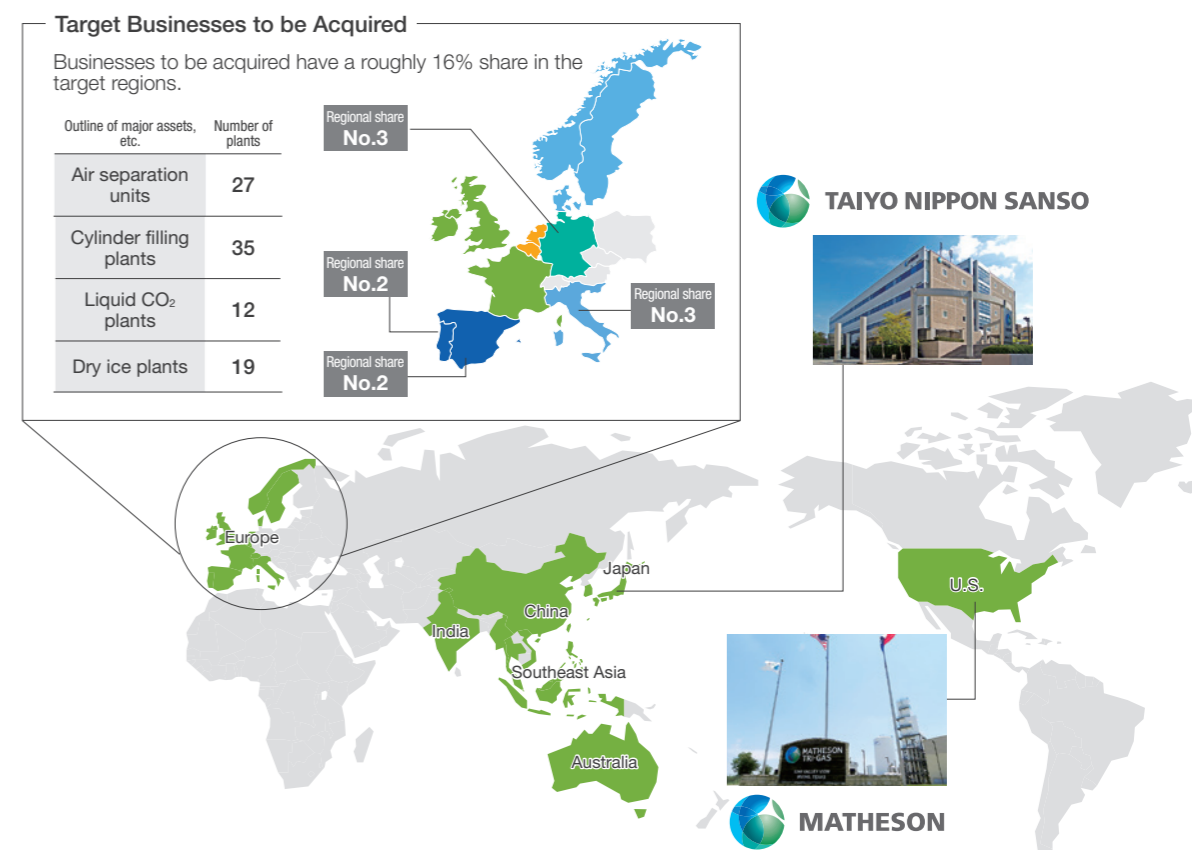 Target Businesses to be Acquired
Businesses to be acquired have a roughly 16% share in the
target regions.
Outline of major assets,
etc.
Number of
plants
Air separation
units
27
Cylinder filling
plants
35
Liquid CO₂
plants
12
Dry ice plants
19
Regional share
No.3
Regional share
No.2
Regional share
No.2
Regional share
No.3
TAIYO NIPPON SANSO
Europe
Japan
China
India
Southeast Asia
Australia
U.S.
MATHESON
TRI-GAS
MATHESON